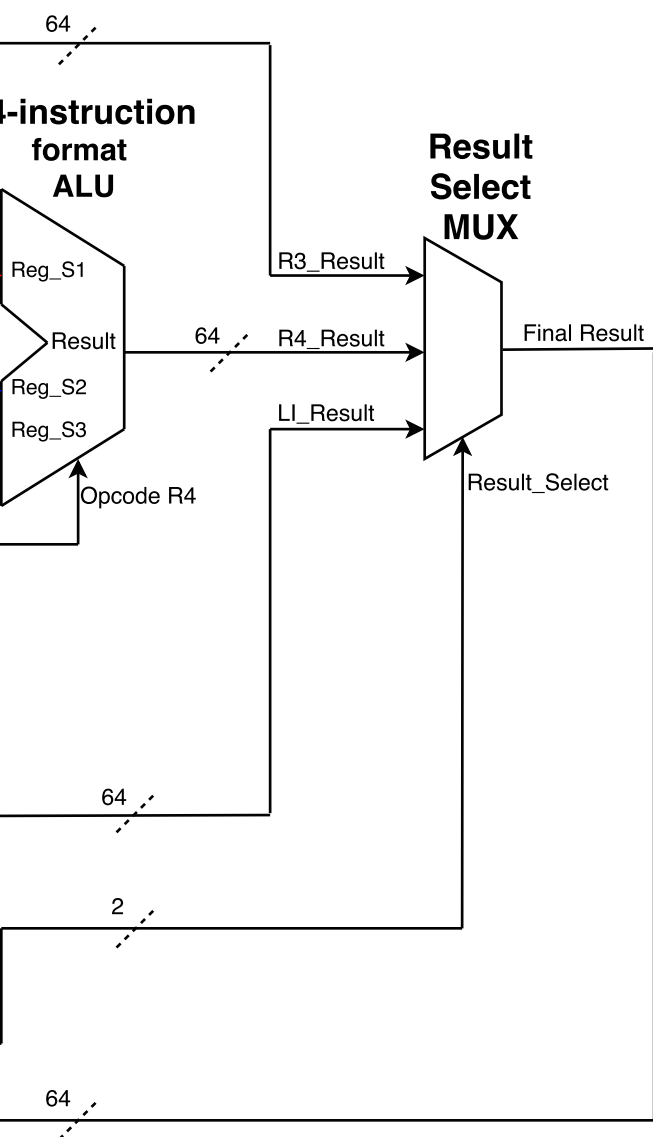 64
4-instruction
format
ALU
Result
Select
MUX
Reg_S1
R3_Result
Result
64
R4_Result
Final Result
Reg_S2
Reg_S3
LI_Result
Opcode R4
Result_Select
64
2
64